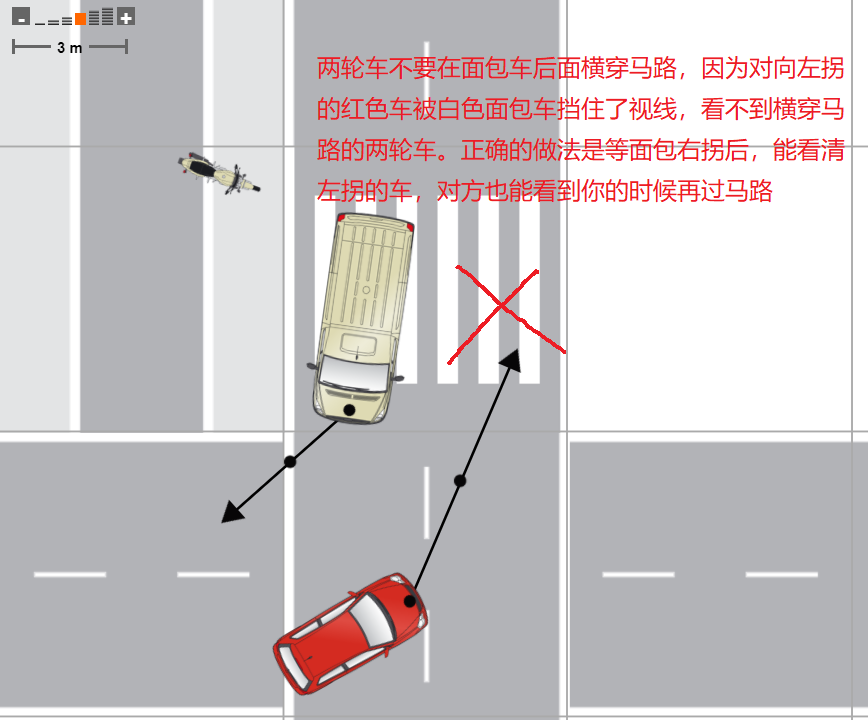 - +
3 m
两轮车不要在面包车后面横穿马路，因为对向左拐
的红色车被白色面包车挡住了视线，看不到横穿马
路的两轮车。正确的做法是等面包右拐后，能看清
左拐的车，对方也能看到你的时候再过马路